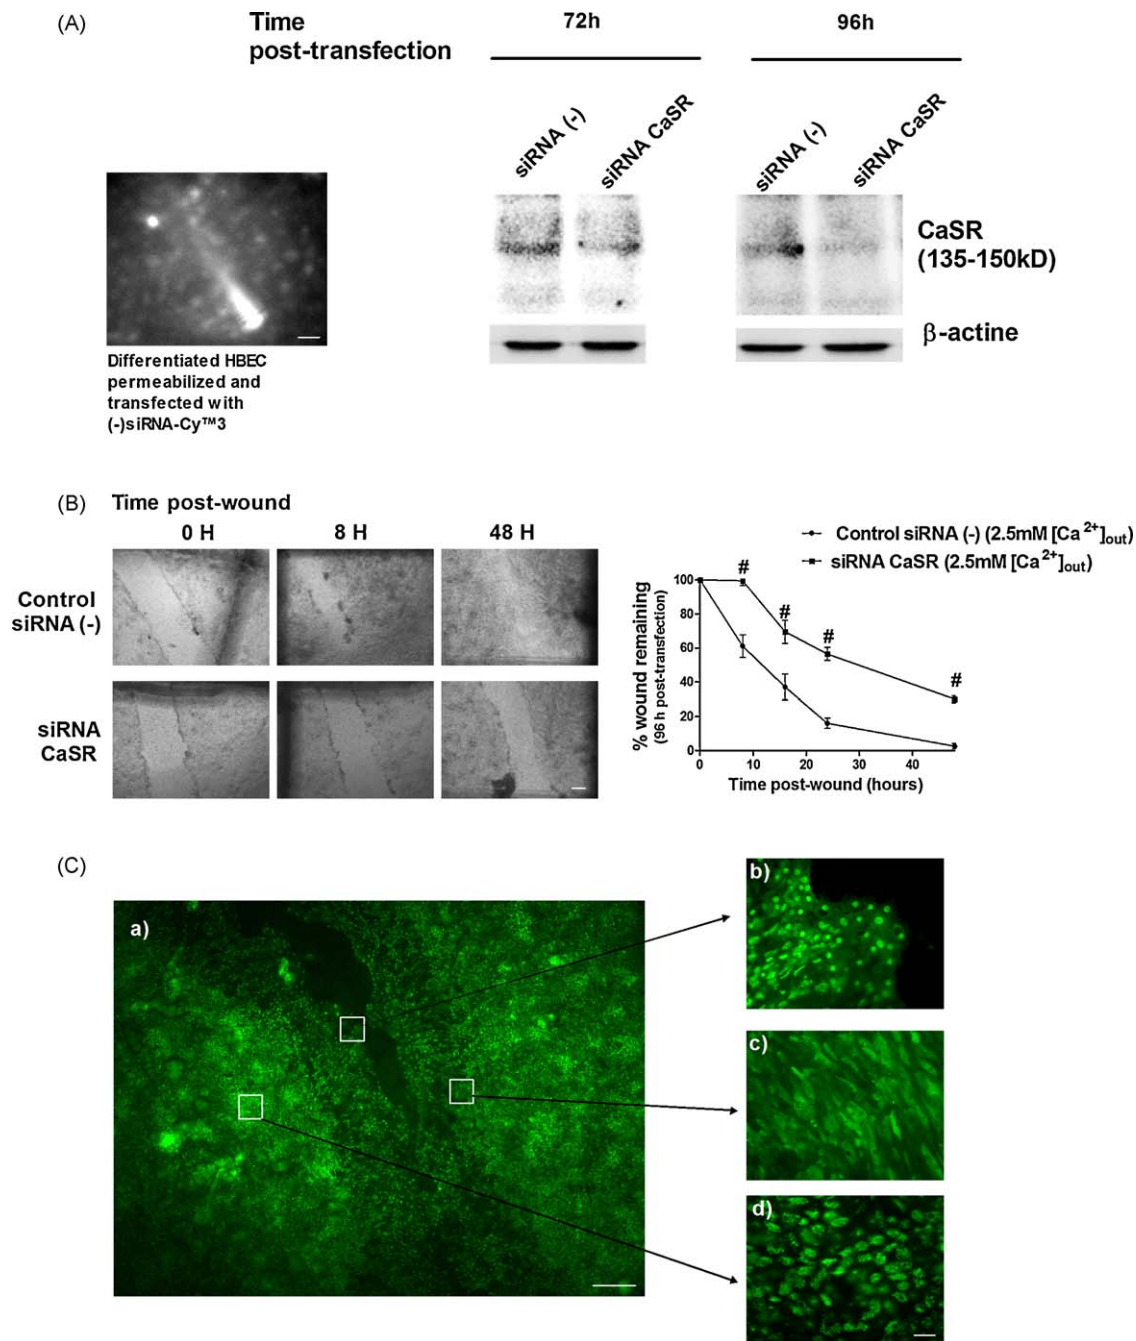 (A)
Time
post-transfection
72h
96h
siRNA (-)
siRNA CaSR
siRNA (-)
siRNA CaSR
CaSR
(135-150kD)
β-actine
Differentiated HBEC
permeabilized and
transfected with
(-)siRNA-Cy™3
(B)
Time post-wound
0 H
8 H
48 H
Control
siRNA (-)
siRNA
CaSR
Control siRNA (-) (2.5mM [Ca2+]out)
siRNA CaSR (2.5mM [Ca2+]out)
% wound remaining
(96 h post-transfection)
100
80
60
40
20
0
#
#
#
#
0
10
20
30
40
Time post-wound (hours)
(C)
a)
b)
c)
d)